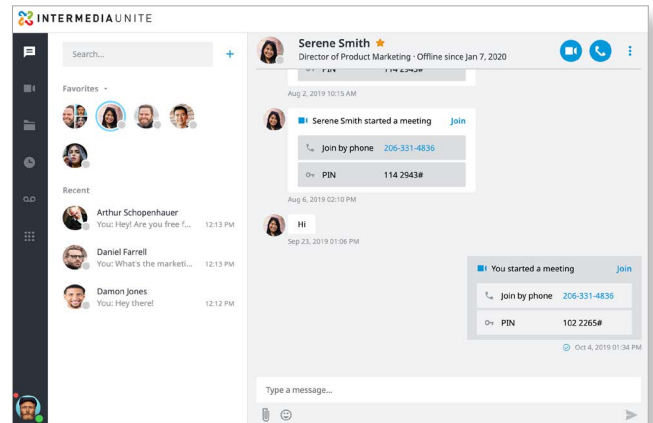 INTERMEDIAUNITE
Search...
+
Favorites
Recent
Arthur Schopenhauer
You: Hey! Are you free f... 12:13 PM
Daniel Farrell
You: What's the marketi... 12:13 PM
Damon Jones
You: Hey there! 12:12 PM
Serene Smith
Director of Product Marketing · Offline since Jan 7, 2020
PIN 114 2943#
Aug 2, 2019 10:15 AM
Serene Smith started a meeting Join
Join by phone 206-331-4836
PIN 114 2943#
Aug 6, 2019 02:10 PM
Hi
Sep 23, 2019 01:06 PM
You started a meeting Join
Join by phone 206-331-4836
PIN 102 2265#
Oct 4, 2019 01:34 PM
Type a message...